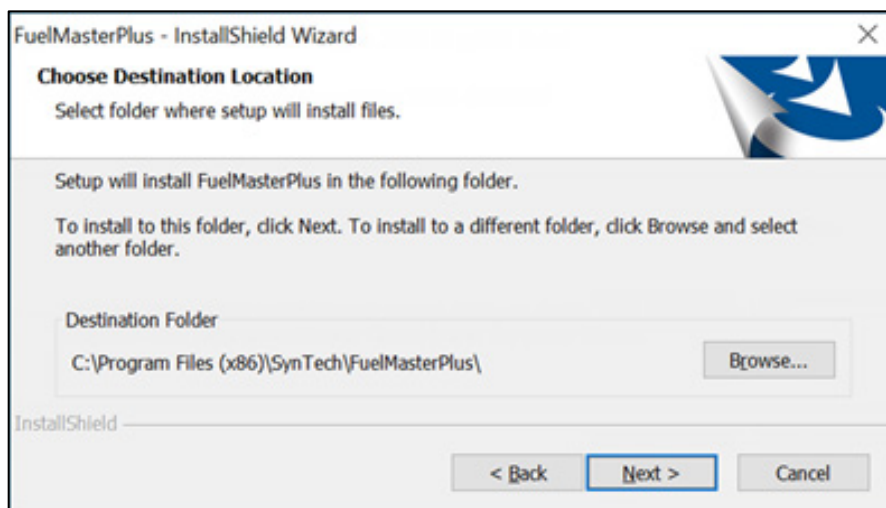 FuelMasterPlus - InstallShield Wizard
Choose Destination Location
Select folder where setup will install files.
Setup will install FuelMasterPlus in the following folder.
To install to this folder, click Next. To install to a different folder, click Browse and select
another folder.
Destination Folder
C:\Program Files (x86)\SynTech\FuelMasterPlus\
Browse...
InstallShield
< Back
Next >
Cancel